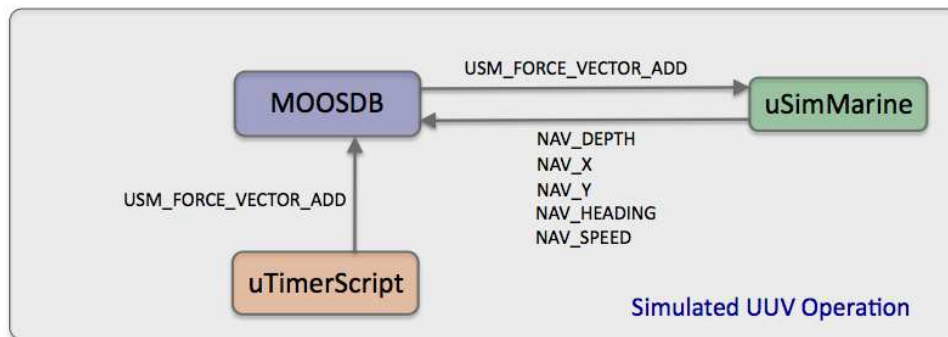 USM_FORCE_VECTOR_ADD
MOOSDB
uSimMarine
NAV_DEPTH
NAV_X
NAV_Y
NAV_HEADING
NAV_SPEED
USM_FORCE_VECTOR_ADD
uTimerScript
Simulated UUV Operation